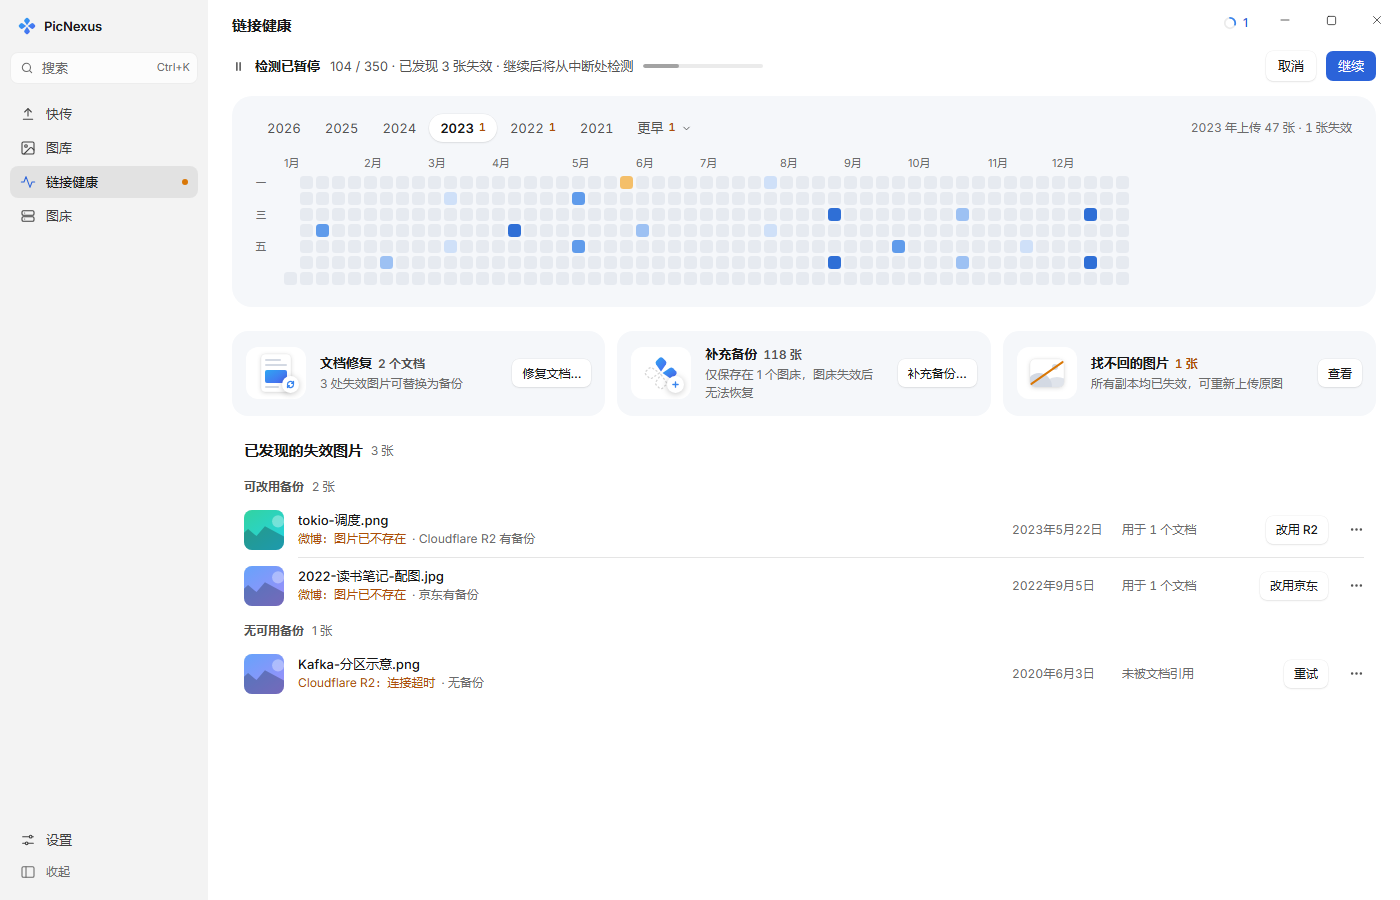 PicNexus
搜索 Ctrl+K
快传
图库
链接健康
图床
设置
收起
链接健康
1
检测已暂停 104 / 350 · 已发现 3 张失效 · 继续后将从中断处检测
取消 继续
2026 2025 2024 2023 1 2022 1 2021 更早 1
2023 年上传 47 张 · 1 张失效
1月 2月 3月 4月 5月 6月 7月 8月 9月 10月 11月 12月
一
三
五
文档修复 2 个文档
3 处失效图片可替换为备份
修复文档...
补充备份 118 张
仅保存在 1 个图床，图床失效后
无法恢复
补充备份...
找不回的图片 1 张
所有副本均已失效，可重新上传原图
查看
已发现的失效图片 3 张
可改用备份 2 张
tokio-调度.png
微博：图片已不存在 · Cloudflare R2 有备份
2023年5月22日 用于 1 个文档 改用 R2
2022-读书笔记-配图.jpg
微博：图片已不存在 · 京东有备份
2022年9月5日 用于 1 个文档 改用京东
无可用备份 1 张
Kafka-分区示意.png
Cloudflare R2：连接超时 · 无备份
2020年6月3日 未被文档引用 重试